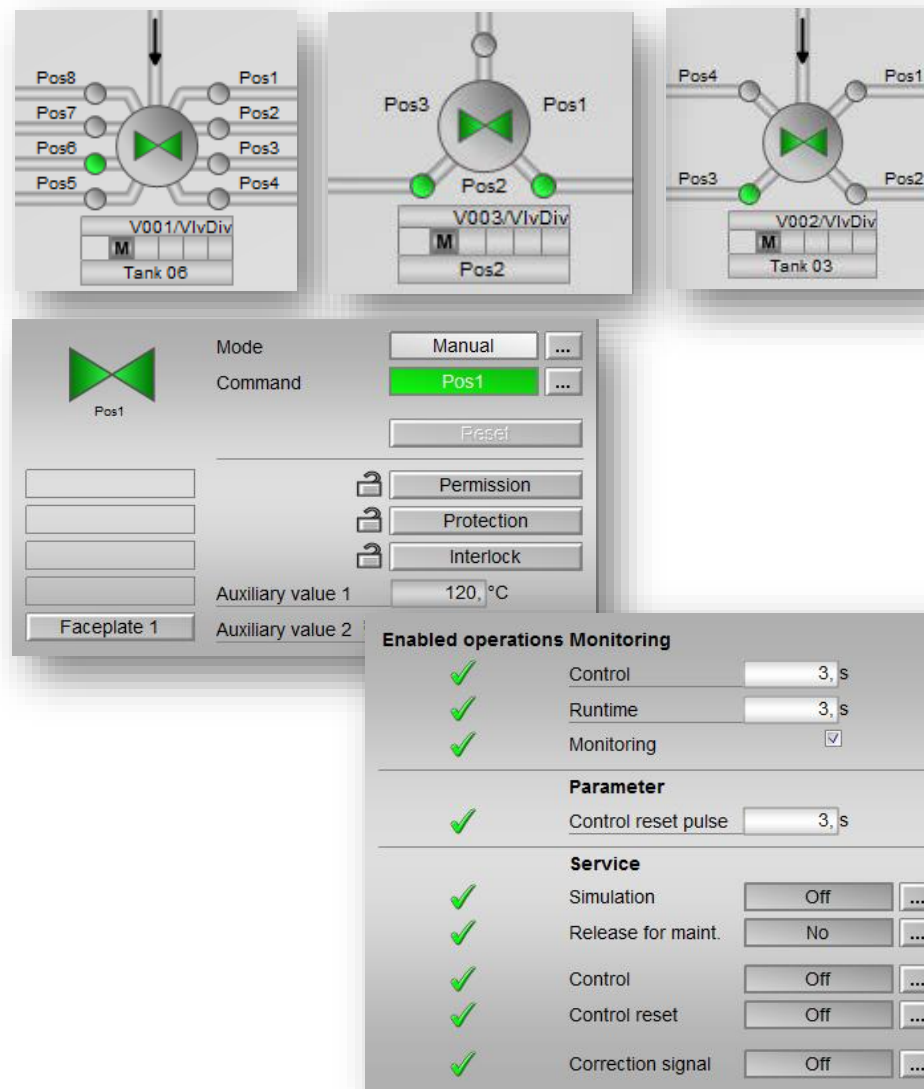 Pos8
Pos1
Pos7
Pos2
Pos6
Pos3
Pos5
Pos4
V001/VlvDiv
M
Tank 06
Pos3
Pos1
Pos2
V003/VlvDiv
M
Pos2
Pos4
Pos1
Pos3
Pos2
V002/VlvDiv
M
Tank 03
Pos1
Mode Manual ...
Command Pos1 ...
Reset
Permission
Protection
Interlock
Auxiliary value 1 120, °C
Faceplate 1 Auxiliary value 2
Enabled operations Monitoring
Control 3, s
Runtime 3, s
Monitoring
Parameter
Control reset pulse 3, s
Service
Simulation Off ...
Release for maint. No ...
Control Off ...
Control reset Off ...
Correction signal Off ...